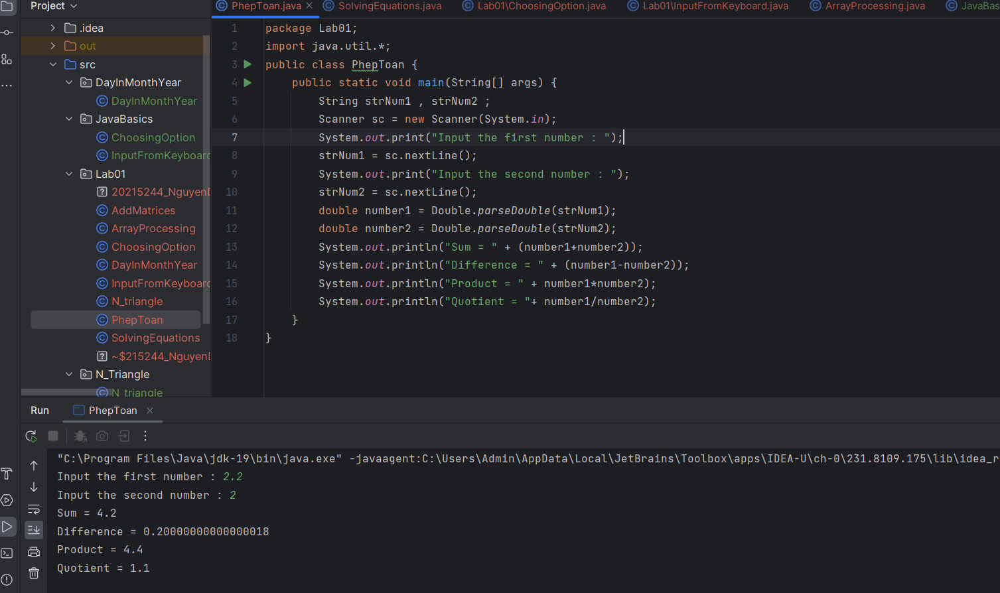 Project
PhepToan.java
SolvingEquations.java
Lab01\ChoosingOption.java
Lab01\InputFromKeyboard.java
ArrayProcessing.java
JavaBas
.idea
out
src
DayInMonthYear
DayInMonthYear
JavaBasics
ChoosingOption
InputFromKeyboard
Lab01
20215244_NguyenD
AddMatrices
ArrayProcessing
ChoosingOption
DayInMonthYear
InputFromKeyboard
N_triangle
PhepToan
SolvingEquations
~$215244_NguyenD
N_Triangle
N_triangle
1 package Lab01;
2 import java.util.*;
3 public class PhepToan {
4 public static void main(String[] args) {
5 String strNum1 , strNum2 ;
6 Scanner sc = new Scanner(System.in);
7 System.out.print("Input the first number : ");
8 strNum1 = sc.nextLine();
9 System.out.print("Input the second number : ");
10 strNum2 = sc.nextLine();
11 double number1 = Double.parseDouble(strNum1);
12 double number2 = Double.parseDouble(strNum2);
13 System.out.println("Sum = " + (number1+number2));
14 System.out.println("Difference = " + (number1-number2));
15 System.out.println("Product = " + number1*number2);
16 System.out.println("Quotient = "+ number1/number2);
17 }
18 }
Run
PhepToan
"C:\Program Files\Java\jdk-19\bin\java.exe" -javaagent:C:\Users\Admin\AppData\Local\JetBrains\Toolbox\apps\IDEA-U\ch-0\231.8109.175\lib\idea_r
Input the first number : 2.2
Input the second number : 2
Sum = 4.2
Difference = 0.20000000000000018
Product = 4.4
Quotient = 1.1